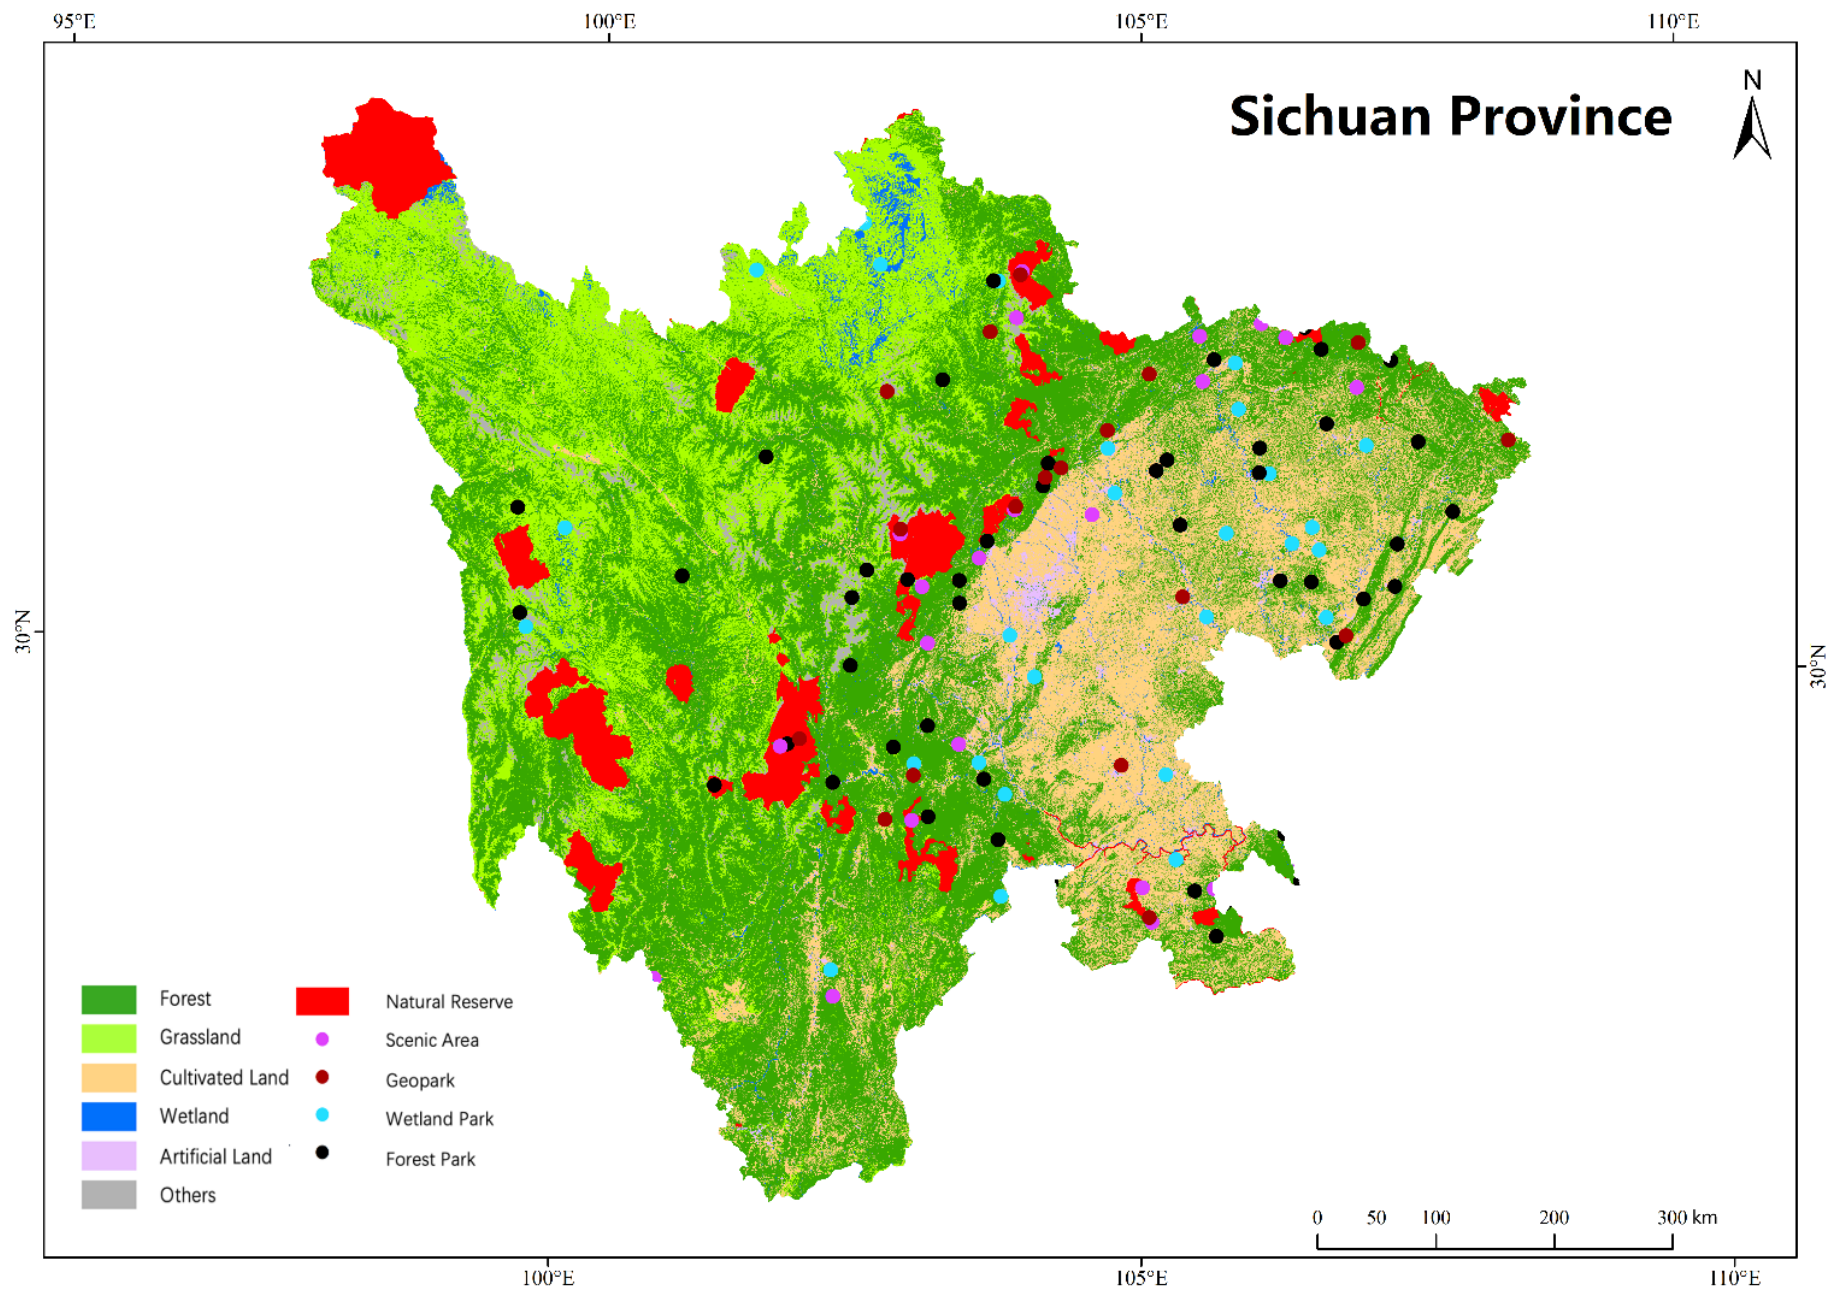 95°E 100°E 105°E 110°E
Sichuan Province
N
30°N
30°N
Forest
Grassland
Cultivated Land
Wetland
Artificial Land
Others
Natural Reserve
Scenic Area
Geopark
Wetland Park
Forest Park
0 50 100 200 300 km
100°E 105°E 110°E